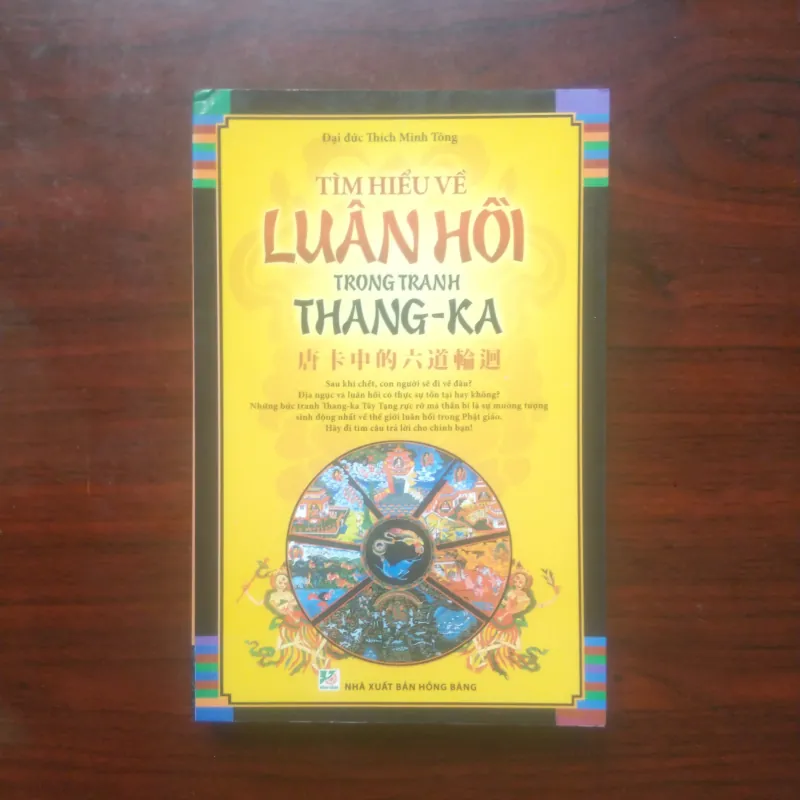 Đại đức Thích Minh Tông
TÌM HIỂU VỀ
LUÂN HỒI
TRONG TRANH
THANG-KA
唐卡中的六道輪迴
Sau khi chết, con người sẽ đi về đâu?
Địa ngục và luân hồi có thực sự tồn tại hay không?
Những bức tranh Thang-ka Tây Tạng rực rỡ mà thần bí là sự mường tượng
sinh động nhất về thế giới luân hồi trong Phật giáo.
Hãy đi tìm câu trả lời cho chính bạn!
NHÀ XUẤT BẢN HỒNG BÀNG